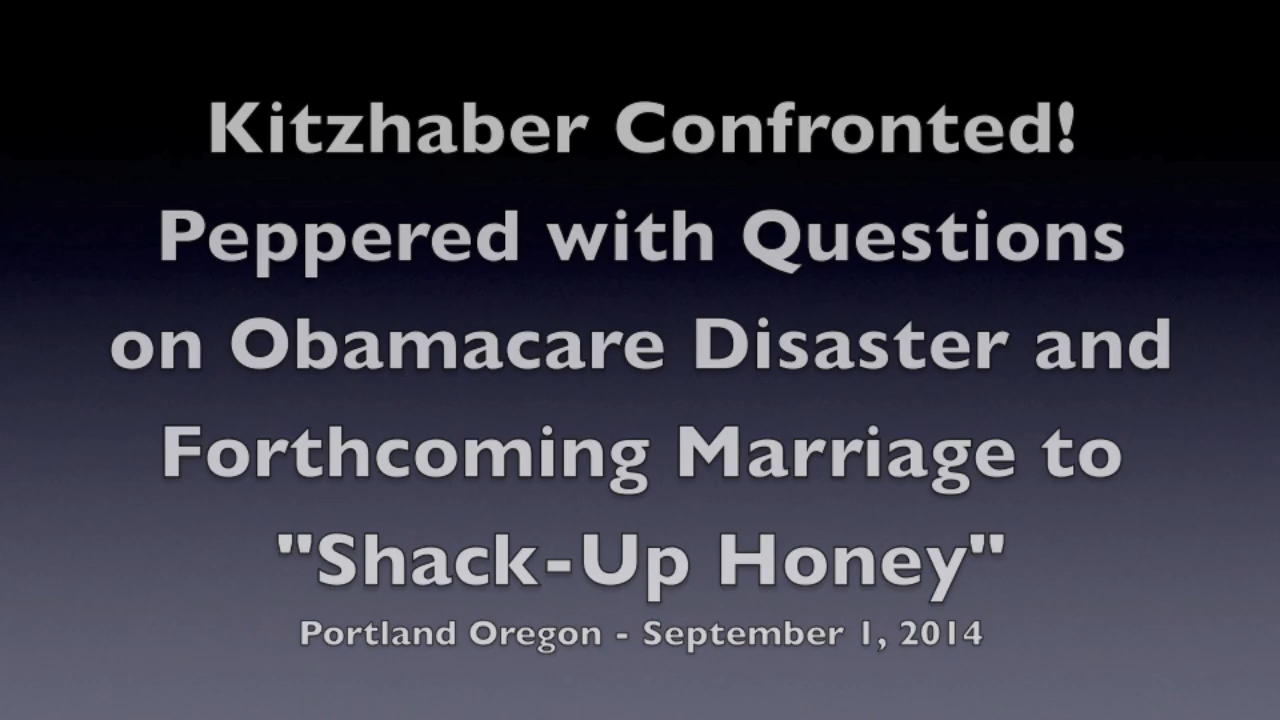 Kitzhaber Confronted!
Peppered with Questions
on Obamacare Disaster and
Forthcoming Marriage to
"Shack-Up Honey"
Portland Oregon - September 1, 2014